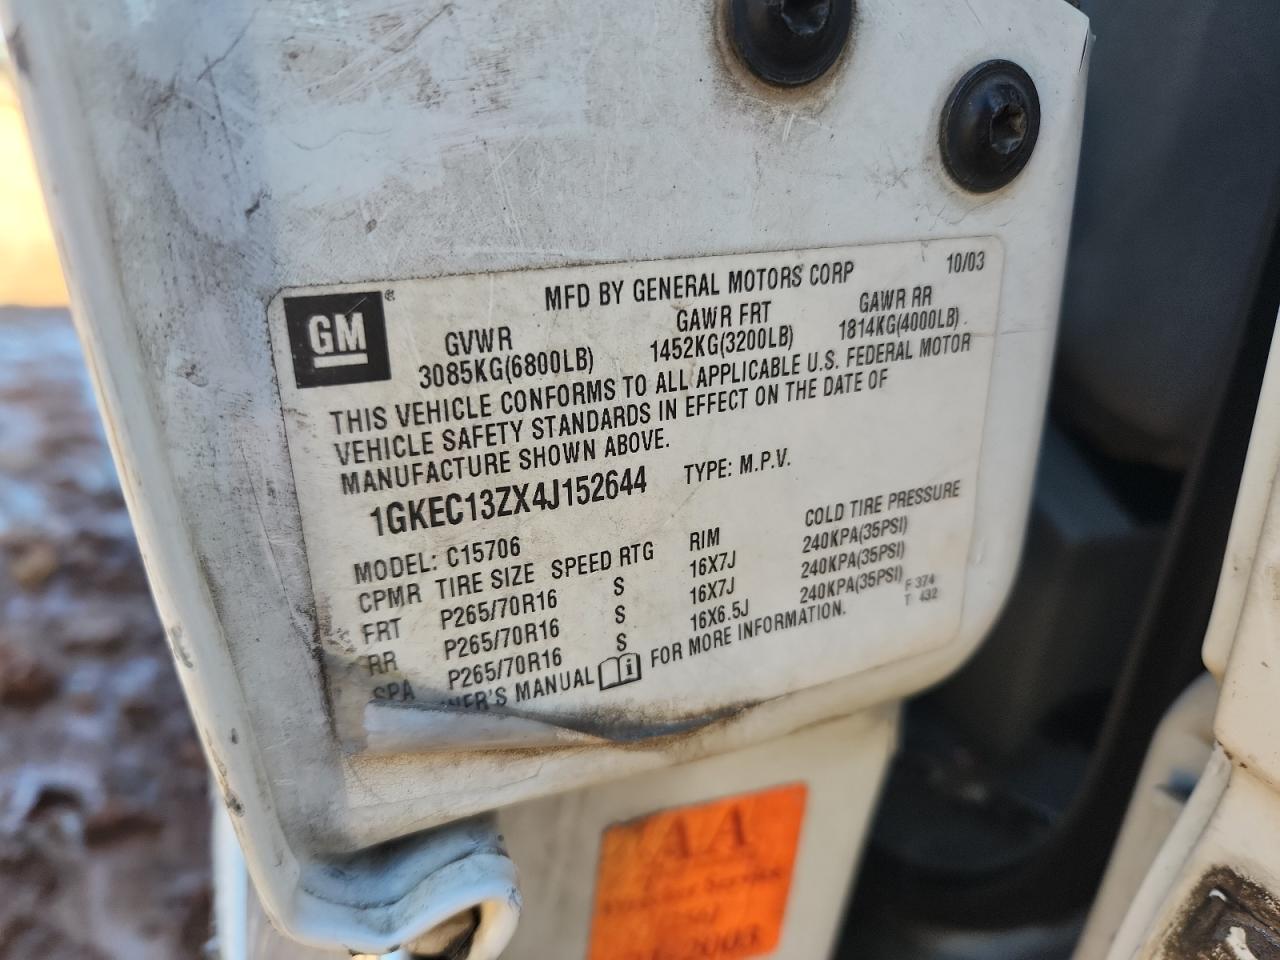 GM
MFD BY GENERAL MOTORS CORP 10/03
GVWR GAWR FRT GAWR RR
3085KG(6800LB) 1452KG(3200LB) 1814KG(4000LB)
THIS VEHICLE CONFORMS TO ALL APPLICABLE U.S. FEDERAL MOTOR
VEHICLE SAFETY STANDARDS IN EFFECT ON THE DATE OF
MANUFACTURE SHOWN ABOVE.
1GKEC13ZX4J152644 TYPE: M.P.V.
MODEL: C15706
CPMR TIRE SIZE SPEED RTG RIM COLD TIRE PRESSURE
FRT P265/70R16 S 16X7J 240KPA(35PSI)
RR P265/70R16 S 16X7J 240KPA(35PSI)
SPA P265/70R16 S 16X6.5J 240KPA(35PSI)
MANUAL FOR MORE INFORMATION.
F 374
T 432
AA